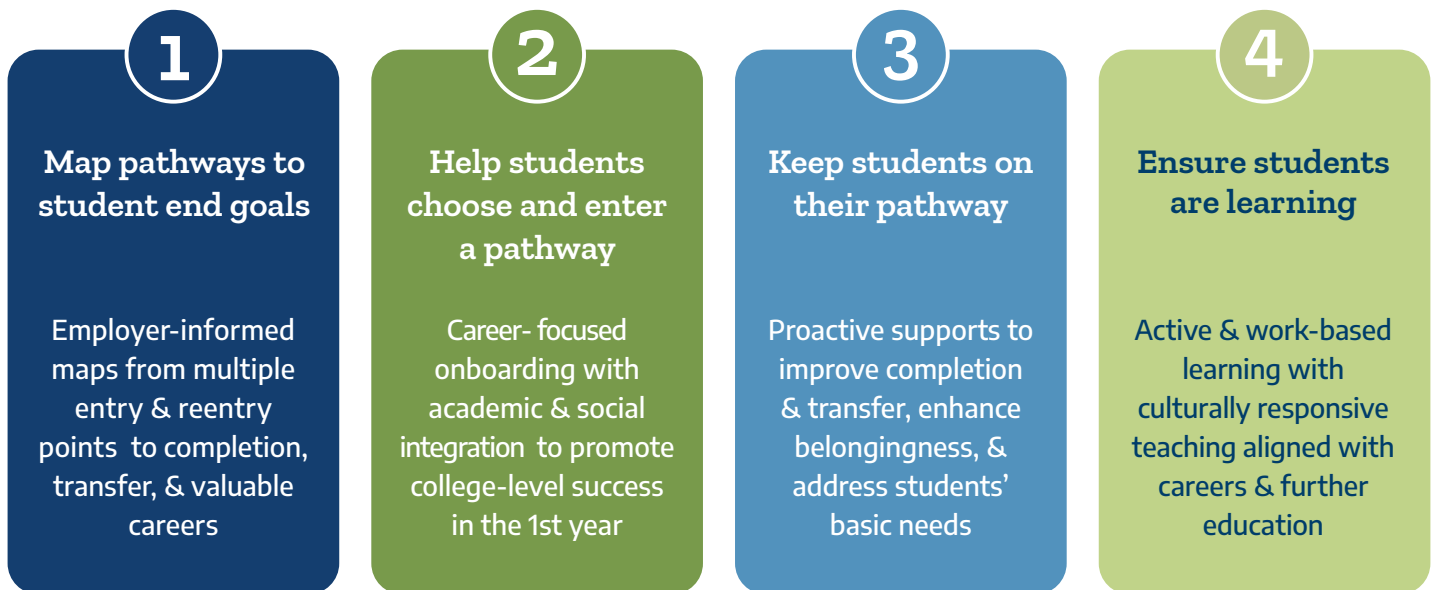 1
Map pathways to
student end goals
Employer-informed
maps from multiple
entry & reentry
points to completion,
transfer, & valuable
careers
2
Help students
choose and enter
a pathway
Career- focused
onboarding with
academic & social
integration to promote
college-level success
in the 1st year
3
Keep students on
their pathway
Proactive supports to
improve completion
& transfer, enhance
belongingness, &
address students’
basic needs
4
Ensure students
are learning
Active & work-based
learning with
culturally responsive
teaching aligned with
careers & further
education